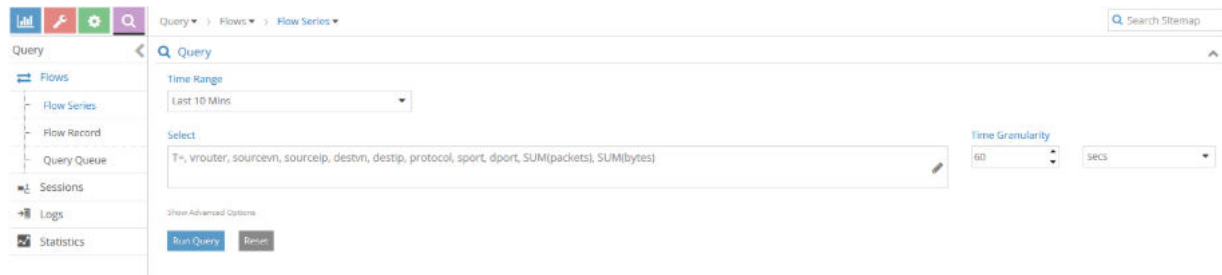 Query > Flows > Flow Series
Search Sitemap
Query
Query
Flows
Flow Series
Flow Record
Query Queue
Sessions
Logs
Statistics
Time Range
Last 10 Mins
Select
Time Granularity
T=, vrouter, sourcevn, sourceip, destvn, destip, protocol, sport, dport, SUM(packets), SUM(bytes)
60
secs
Show Advanced Options
Run Query
Reset